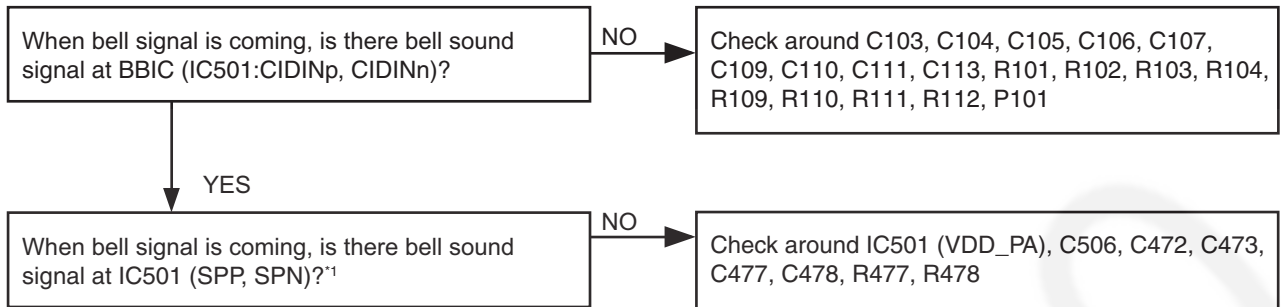 When bell signal is coming, is there bell sound
signal at BBIC (IC501:CIDINp, CIDINn)?
NO
Check around C103, C104, C105, C106, C107,
C109, C110, C111, C113, R101, R102, R103, R104,
R109, R110, R111, R112, P101
YES
When bell signal is coming, is there bell sound
signal at IC501 (SPP, SPN)?*1
NO
Check around IC501 (VDD_PA), C506, C472, C473,
C477, C478, R477, R478